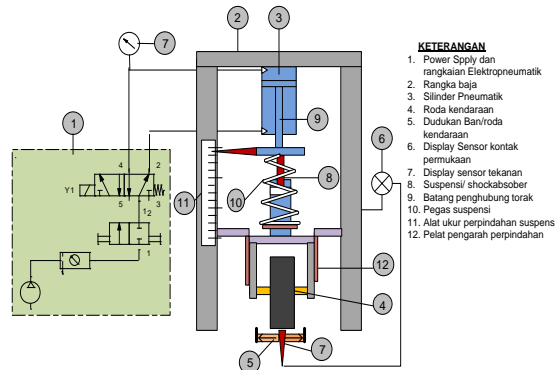 2
3
7
KETERANGAN
1. Power Spply dan
rangkaian Elektropneumatik
2. Rangka baja
3. Silinder Pneumatik
4. Roda kendaraan
5. Dudukan Ban/roda
kendaraan
6. Display Sensor kontak
permukaan
7. Display sensor tekanan
8. Suspensi/ shockabsober
9. Batang penghubung torak
10. Pegas suspensi
11. Alat ukur perpindahan suspens
12. Pelat pengarah perpindahan
1
9
6
4 2
Y1
5 3
1
2
1
8
10
11
12
4
5
7